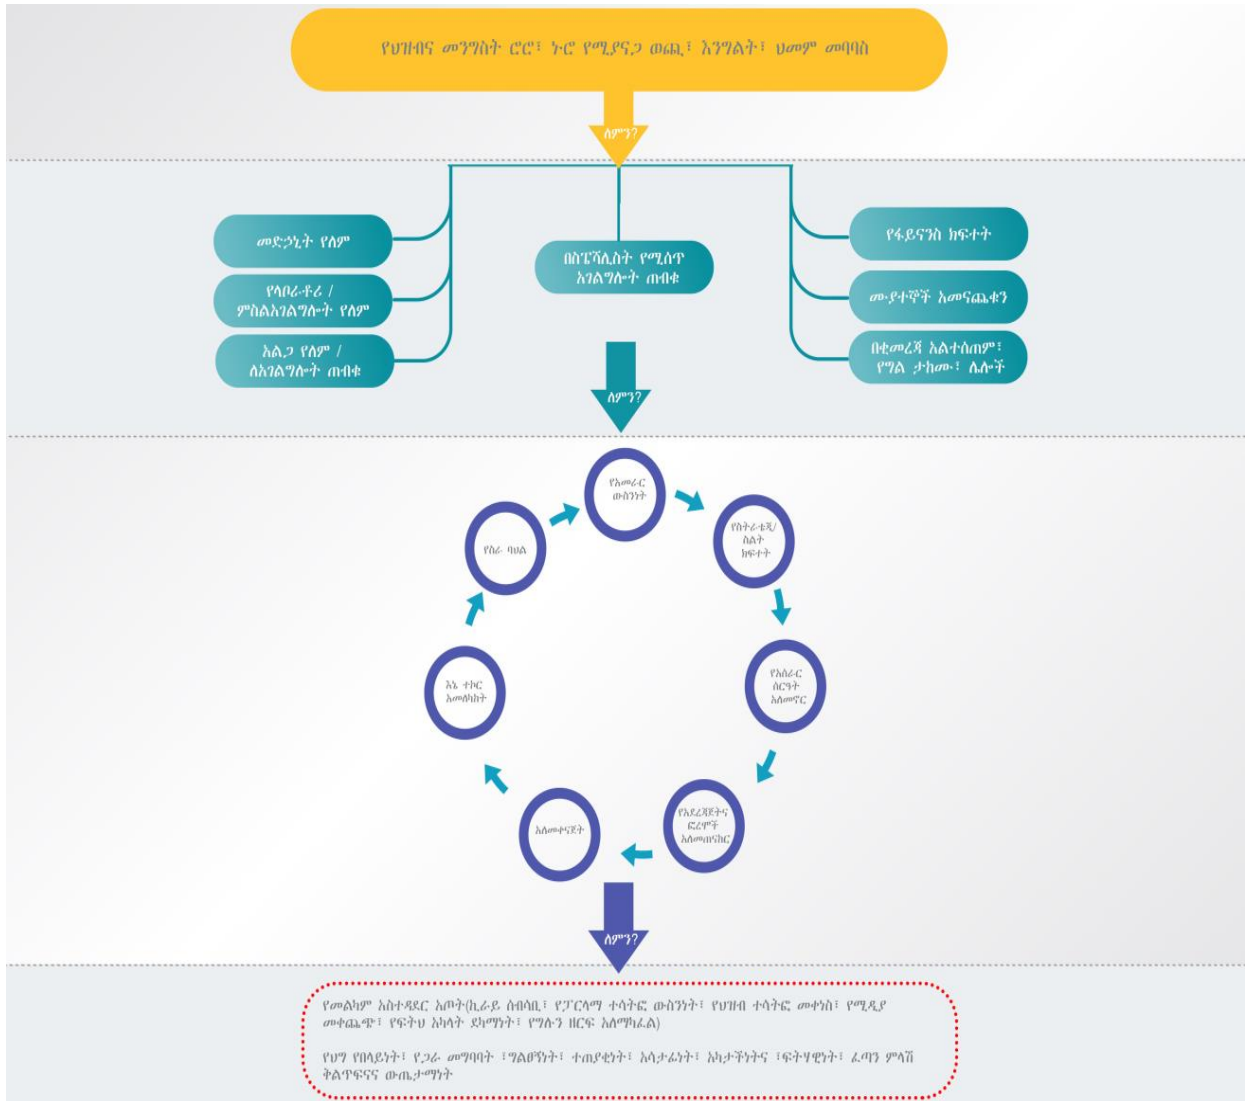 የህዝብና መንግስት ሮሮ፣ ኑሮ የሚያናጋ ወጪ፣ እንግልት፣ ህመም መባባስ
ለምን?
መድኃኒት የለም
የላቦራቶሪ /
ምስልአገልግሎት የለም
አልጋ የለም /
ለአገልግሎት ጠብቁ
በስፔሻሊስት የሚሰጥ
አገልግሎት ጠብቁ
የፋይናንስ ክፍተት
ሙያተኞች አመናጨቁን
በቂመረጃ አልተሰጠም፣
የግል ታከሙ፣ ሌሎች
ለምን?
የአመራር
ውስንነት
የስትራቴጂ/
ስልት
ክፍተት
የአሰራር
ስርዓት
አለመኖር
የአደረጃጀትና
ፎረሞች
አለመጠናከር
አለመቀናጀት
እኔ ተኮር
አመለካከት
የስራ ባህል
ለምን?
የመልካም አስተዳደር እጦት(ኪራይ ሰብሳቢ፣ የፓርላማ ተሳትፎ ውስንነት፣ የህዝብ ተሳትፎ መቀነስ፣ የሚዲያ
መቀጨጭ፣ የፍትህ አካላት ደካማነት፣ የግሉን ዘርፍ አለማካፈል)
የህግ የበላይነት፣ የጋራ መግባባት ፣ግልፀኝነት፣ ተጠያቂነት፣ አሳታፊነት፣ አካታችነትና ፣ፍትሃዊነት፣ ፈጣን ምላሽ
ቅልጥፍናና ውጤታማነት